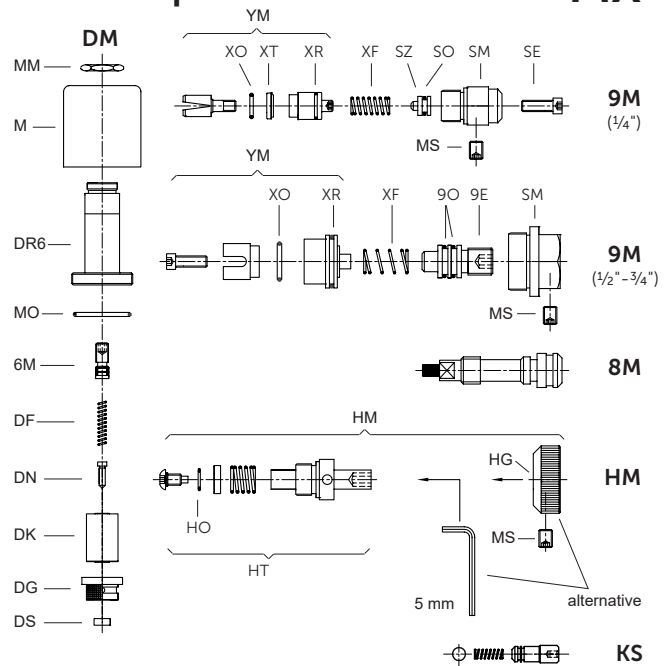 DM
MM
M
DR6
MO
6M
DF
DN
DK
DG
DS
YM
XO XT XR XF SZ SO SM SE
MS
9M
(1/4")
YM
XO XR XF 9O 9E SM
MS
9M
(1/2"-3/4")
8M
HM
HG
HO
HT
MS
5 mm
alternative
HM
KS